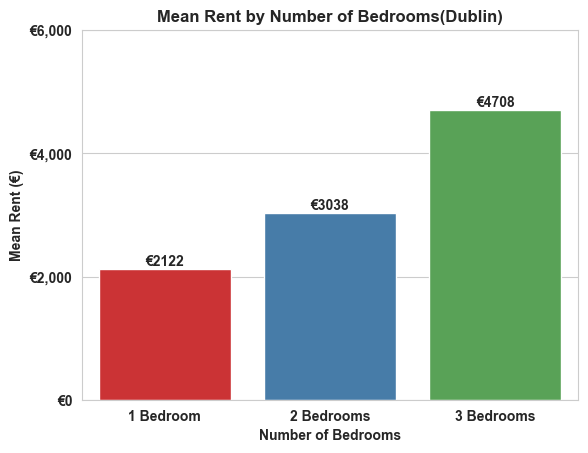 Mean Rent by Number of Bedrooms(Dublin)
€6,000
€4,000
€2,000
€0
Mean Rent (€)
€2122
€3038
€4708
1 Bedroom
2 Bedrooms
3 Bedrooms
Number of Bedrooms